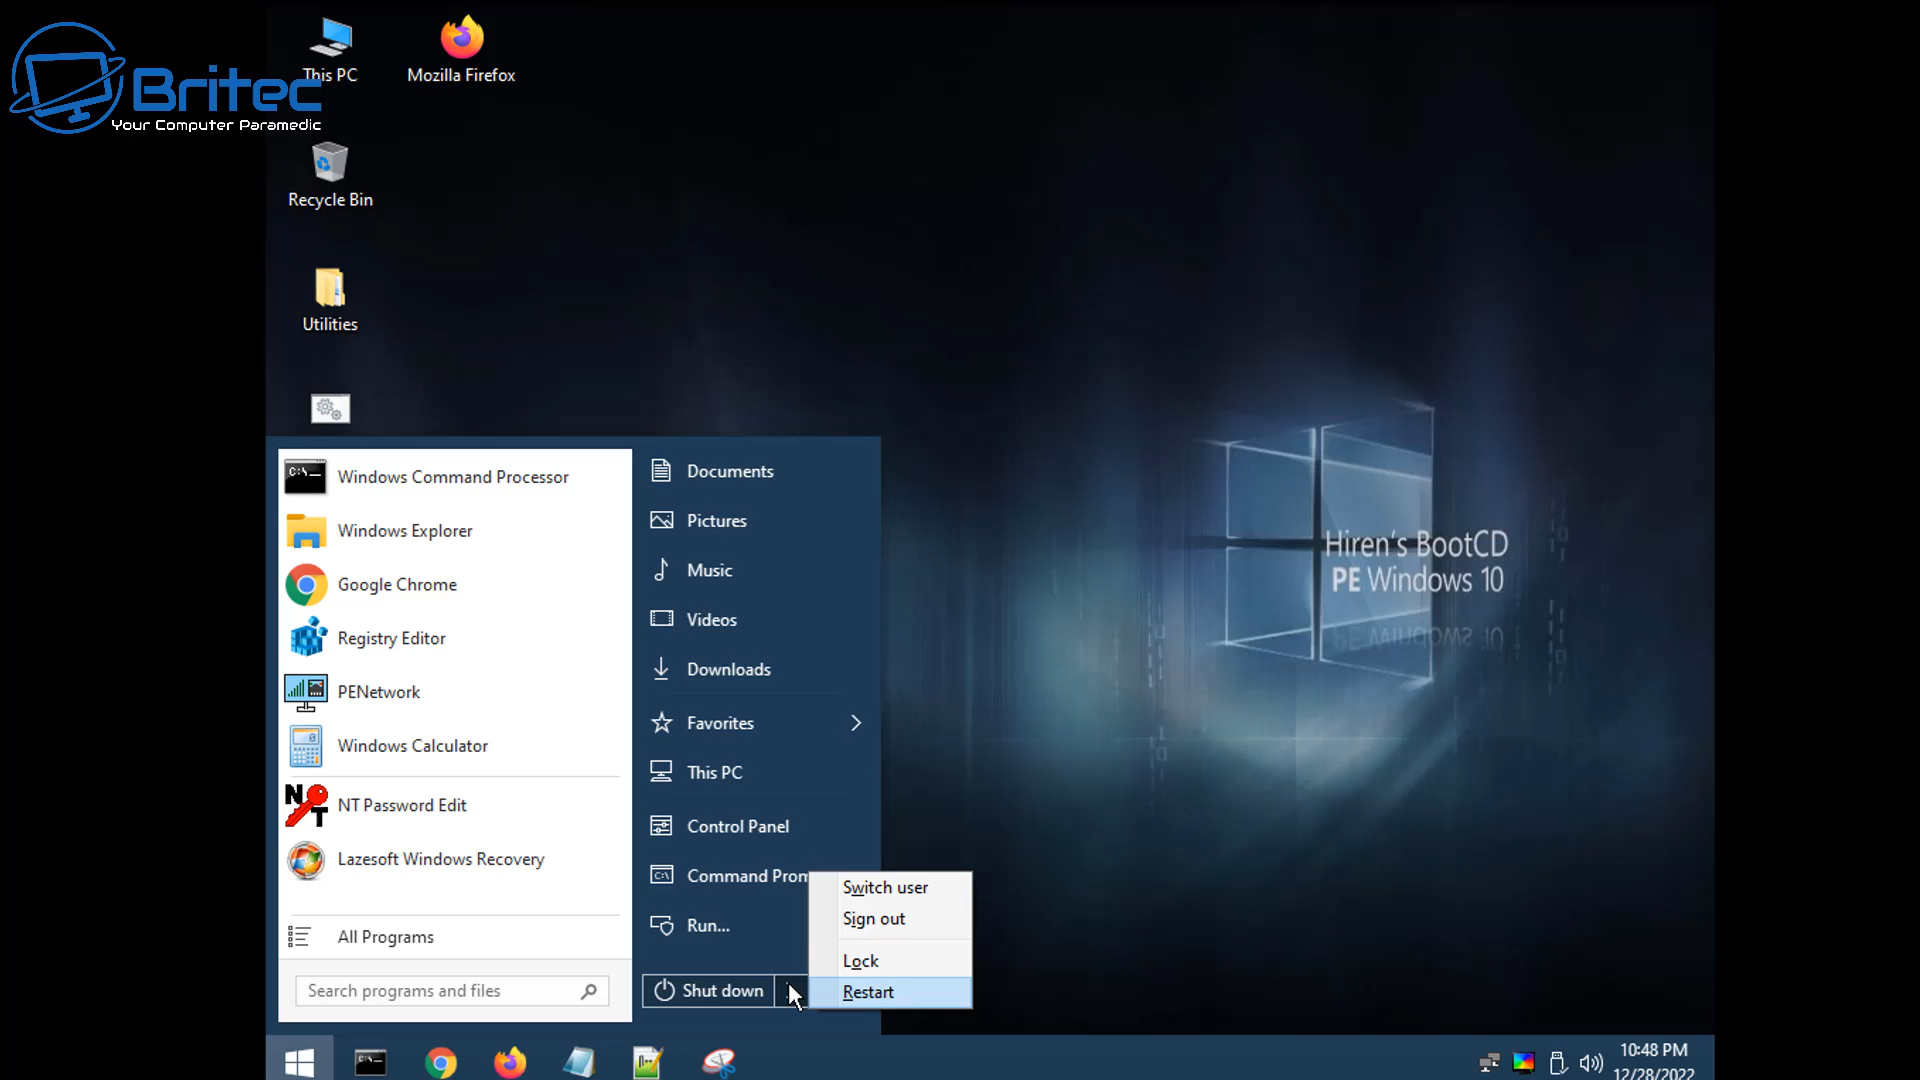 Britec
Your Computer Paramedic
This PC
Mozilla Firefox
Recycle Bin
Utilities
Windows Command Processor
Windows Explorer
Google Chrome
Registry Editor
PENetwork
Windows Calculator
NT Password Edit
Lazesoft Windows Recovery
All Programs
Search programs and files
Documents
Pictures
Music
Videos
Downloads
Favorites
This PC
Control Panel
Command Prom
Run...
Shut down
Switch user
Sign out
Lock
Restart
Hiren's BootCD
PE Windows 10
10:48 PM
12/28/2022